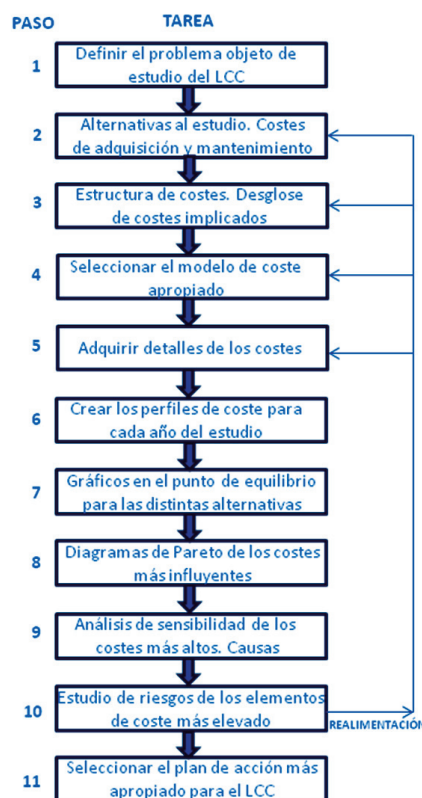 PASO TAREA
1 Definir el problema objeto de
estudio del LCC
2 Alternativas al estudio. Costes
de adquisición y mantenimiento
3 Estructura de costes. Desglose
de costes implicados
4 Seleccionar el modelo de coste
apropiado
5 Adquirir detalles de los costes
6 Crear los perfiles de coste para
cada año del estudio
7 Gráficos en el punto de equilibrio
para las distintas alternativas
8 Diagramas de Pareto de los costes
más influyentes
9 Análisis de sensibilidad de los
costes más altos. Causas
10 Estudio de riesgos de los elementos
de coste más elevado
REALIMENTACIÓN
11 Seleccionar el plan de acción más
apropiado para el LCC